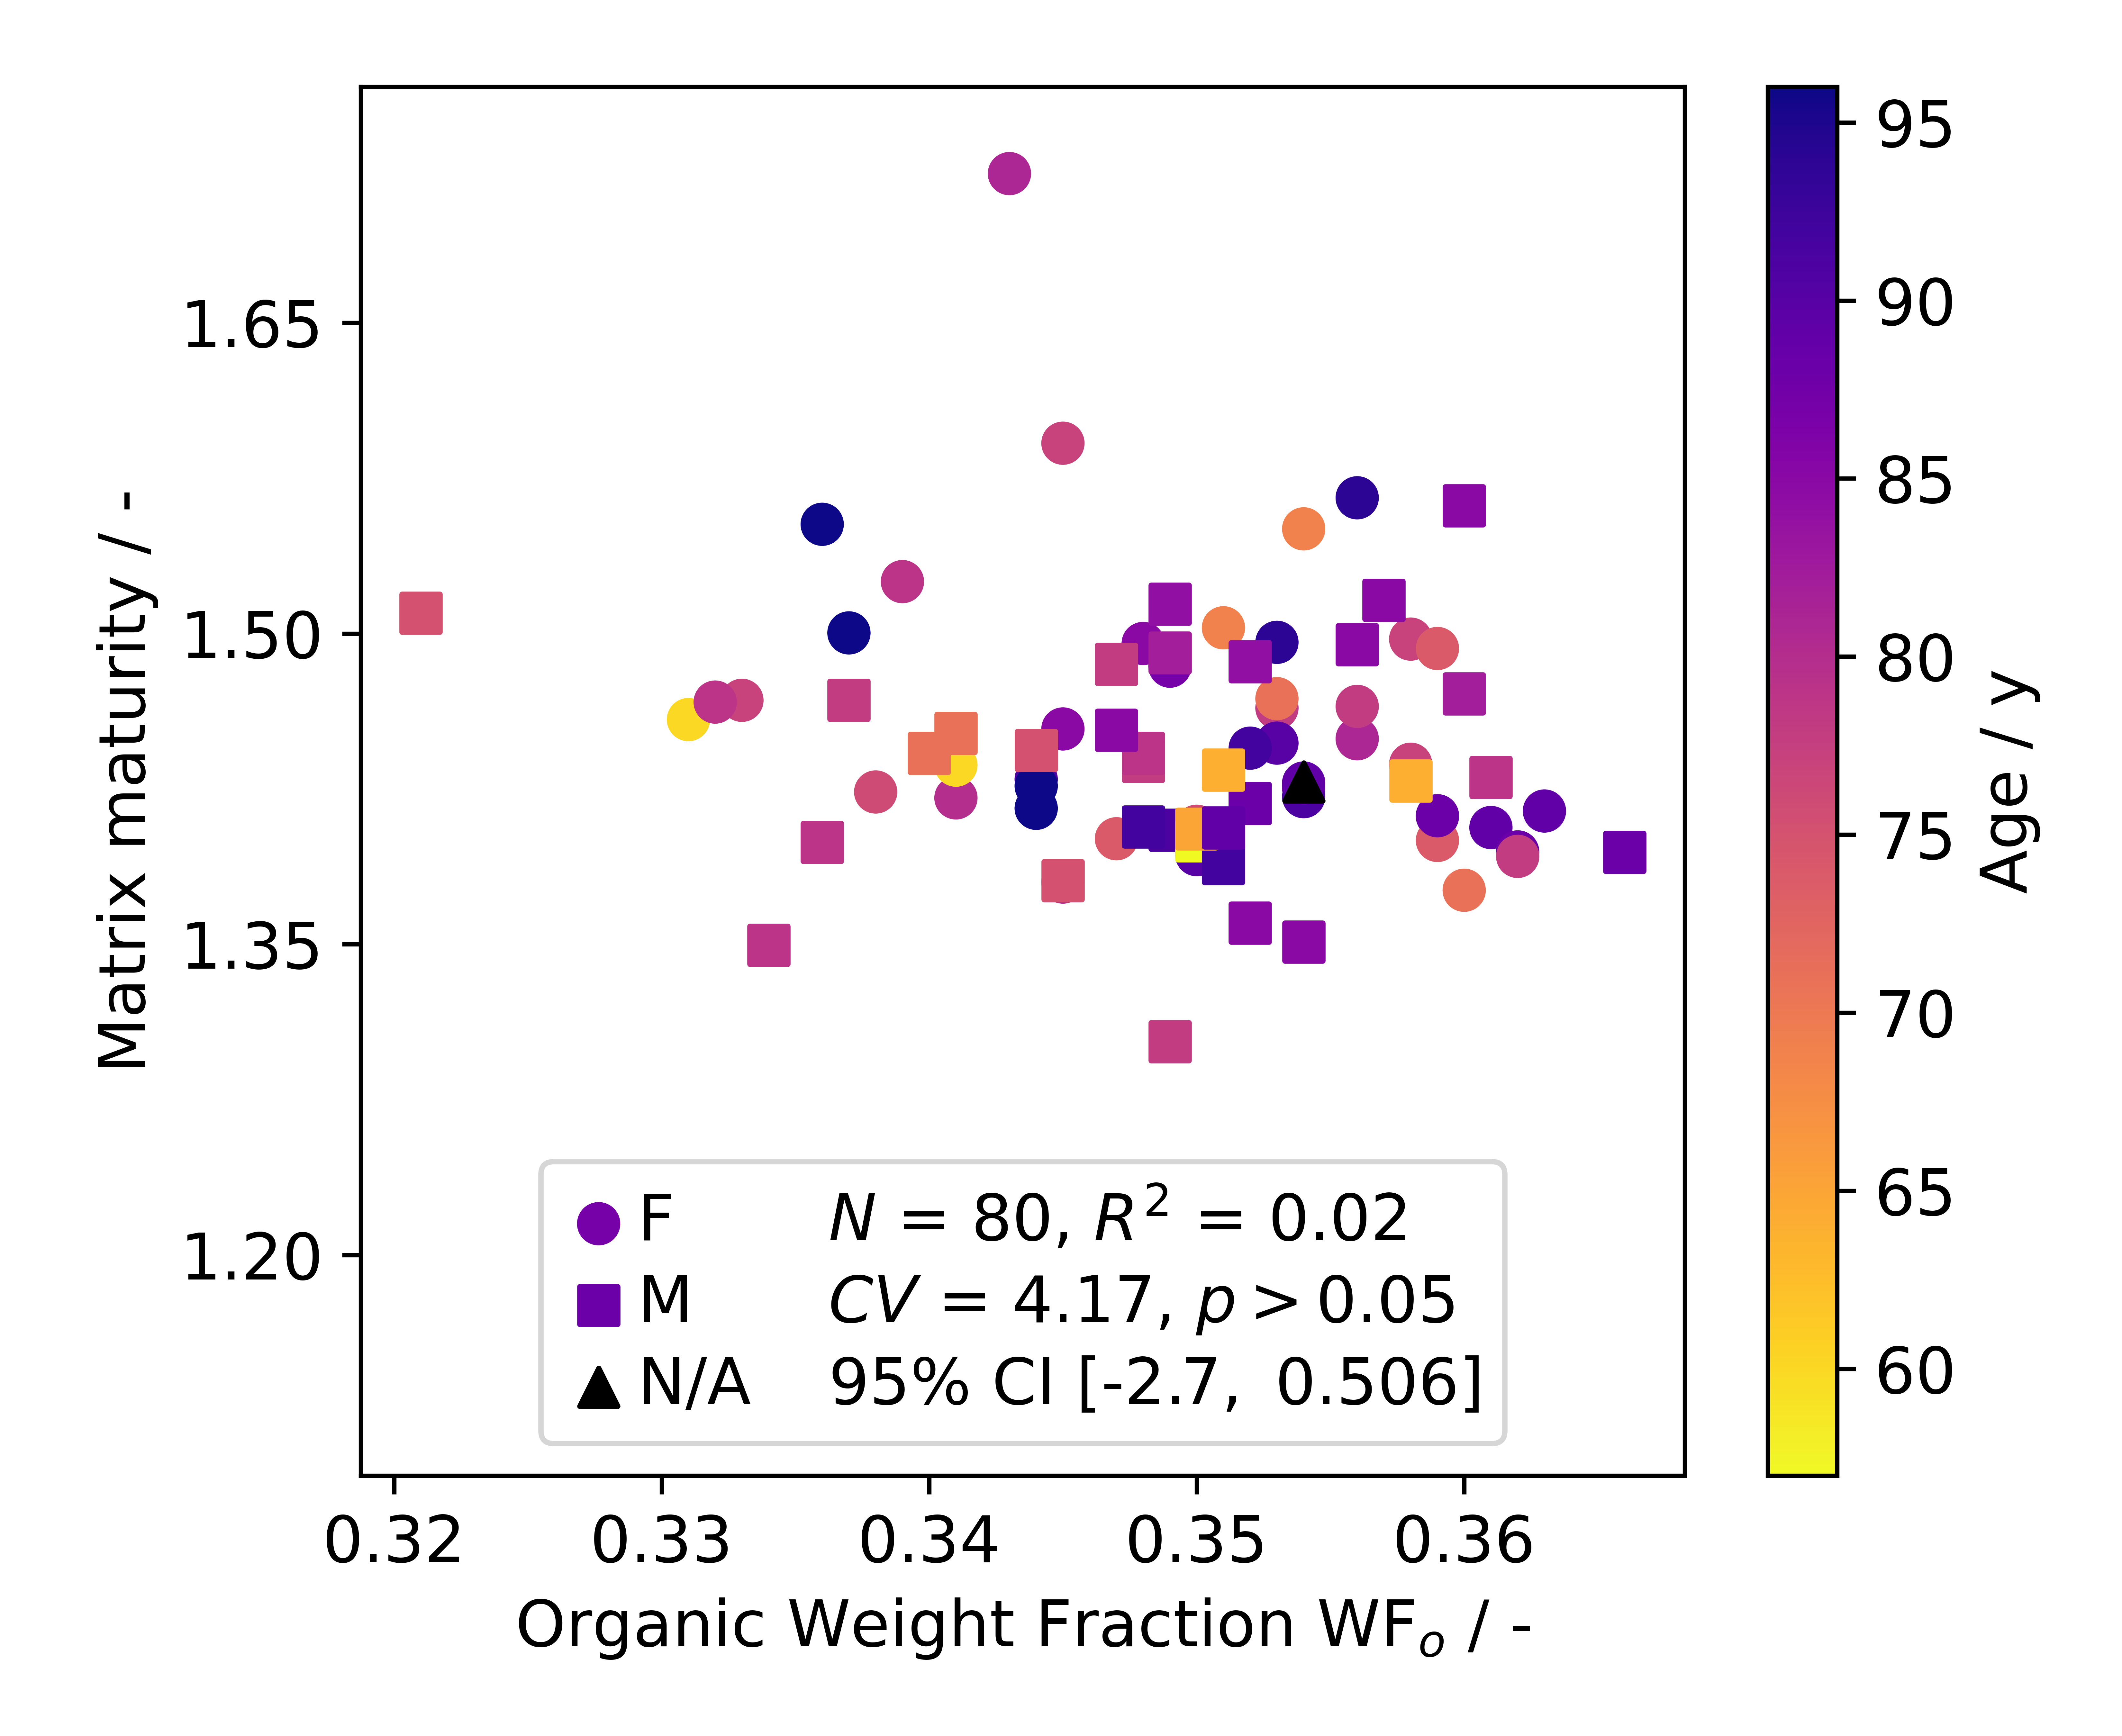 Matrix maturity / -
1.65
1.50
1.35
1.20
0.32 0.33 0.34 0.35 0.36
Organic Weight Fraction WFₒ / -
F N = 80, R² = 0.02
M CV = 4.17, p > 0.05
N/A 95% CI [-2.7, 0.506]
95
90
85
80
75
70
65
60
Age / y